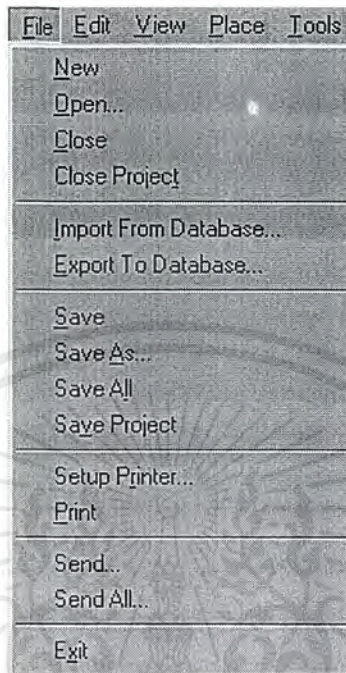 File Edit View Place Tools
New
Open...
Close
Close Project
Import From Database...
Export To Database...
Save
Save As...
Save All
Save Project
Setup Printer...
Print
Send...
Send All...
Exit